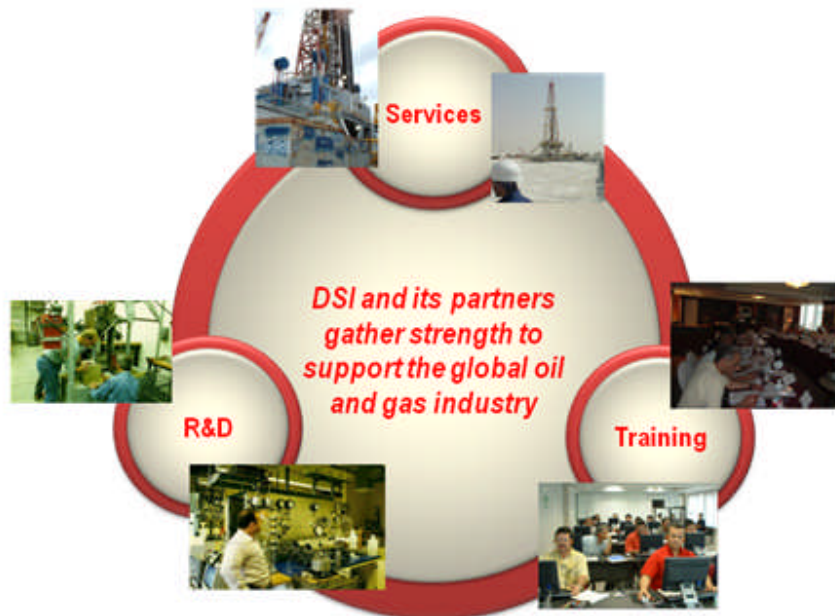 Services
DSI and its partners
gather strength to
support the global oil
and gas industry
R&D
Training